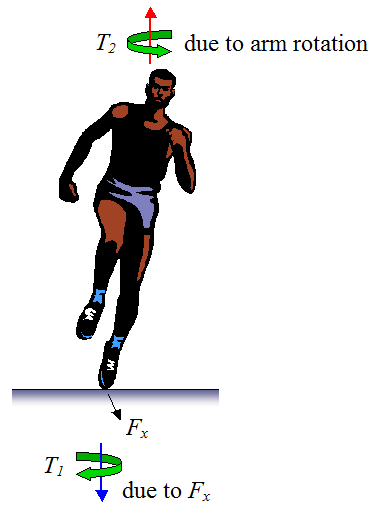 T₂ due to arm rotation
Fₓ
T₁
due to Fₓ